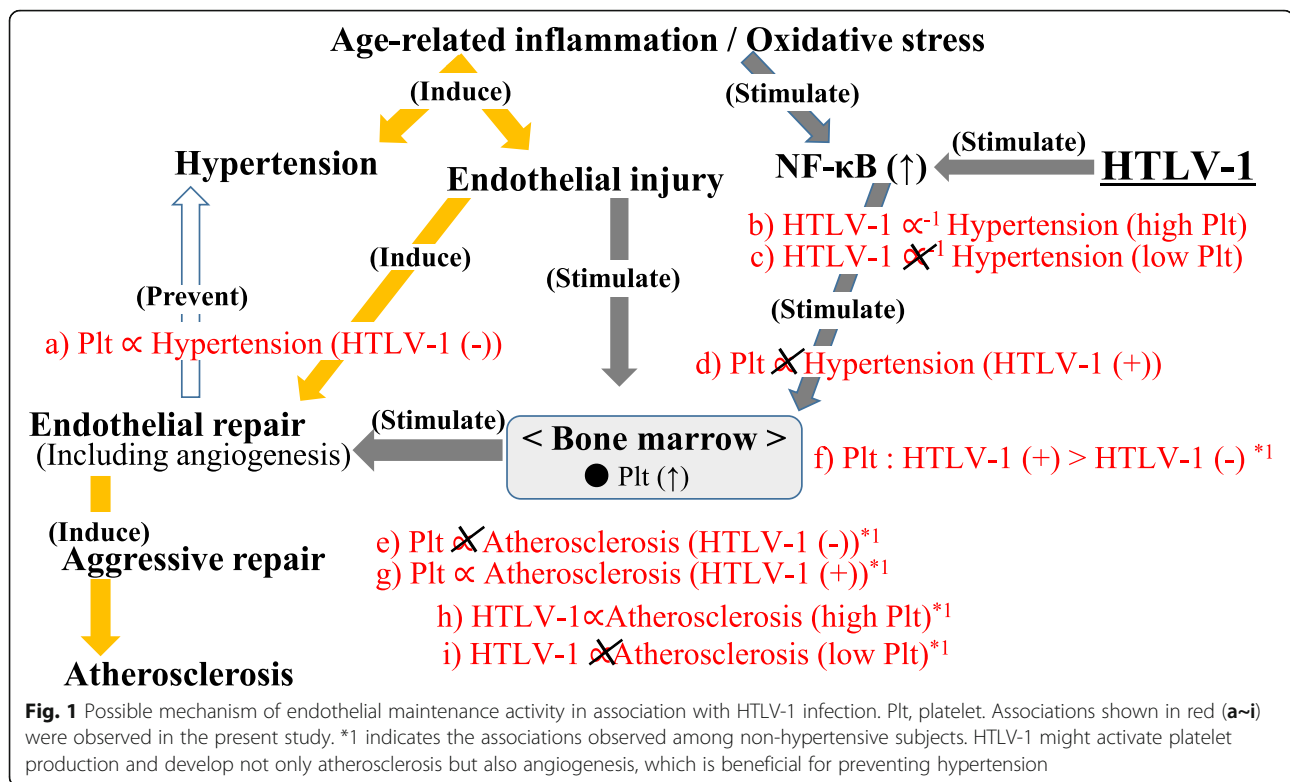 Age-related inflammation / Oxidative stress
(Induce)
(Stimulate)
Hypertension
NF-κB (↑)
(Stimulate)
HTLV-1
Endothelial injury
b) HTLV-1 ∝⁻¹ Hypertension (high Plt)
c) HTLV-1 ∝⁻¹ Hypertension (low Plt)
(Induce)
(Stimulate)
(Prevent)
(Stimulate)
a) Plt ∝ Hypertension (HTLV-1 (-))
d) Plt ∝ Hypertension (HTLV-1 (+))
Endothelial repair
(Including angiogenesis)
(Stimulate)
< Bone marrow >
● Plt (↑)
f) Plt : HTLV-1 (+) > HTLV-1 (-) *1
(Induce)
Aggressive repair
e) Plt ∝ Atherosclerosis (HTLV-1 (-))*1
g) Plt ∝ Atherosclerosis (HTLV-1 (+))*1
h) HTLV-1∝Atherosclerosis (high Plt)*1
i) HTLV-1 ∝Atherosclerosis (low Plt)*1
Atherosclerosis
Fig. 1 Possible mechanism of endothelial maintenance activity in association with HTLV-1 infection. Plt, platelet. Associations shown in red (a~i)
were observed in the present study. *1 indicates the associations observed among non-hypertensive subjects. HTLV-1 might activate platelet
production and develop not only atherosclerosis but also angiogenesis, which is beneficial for preventing hypertension